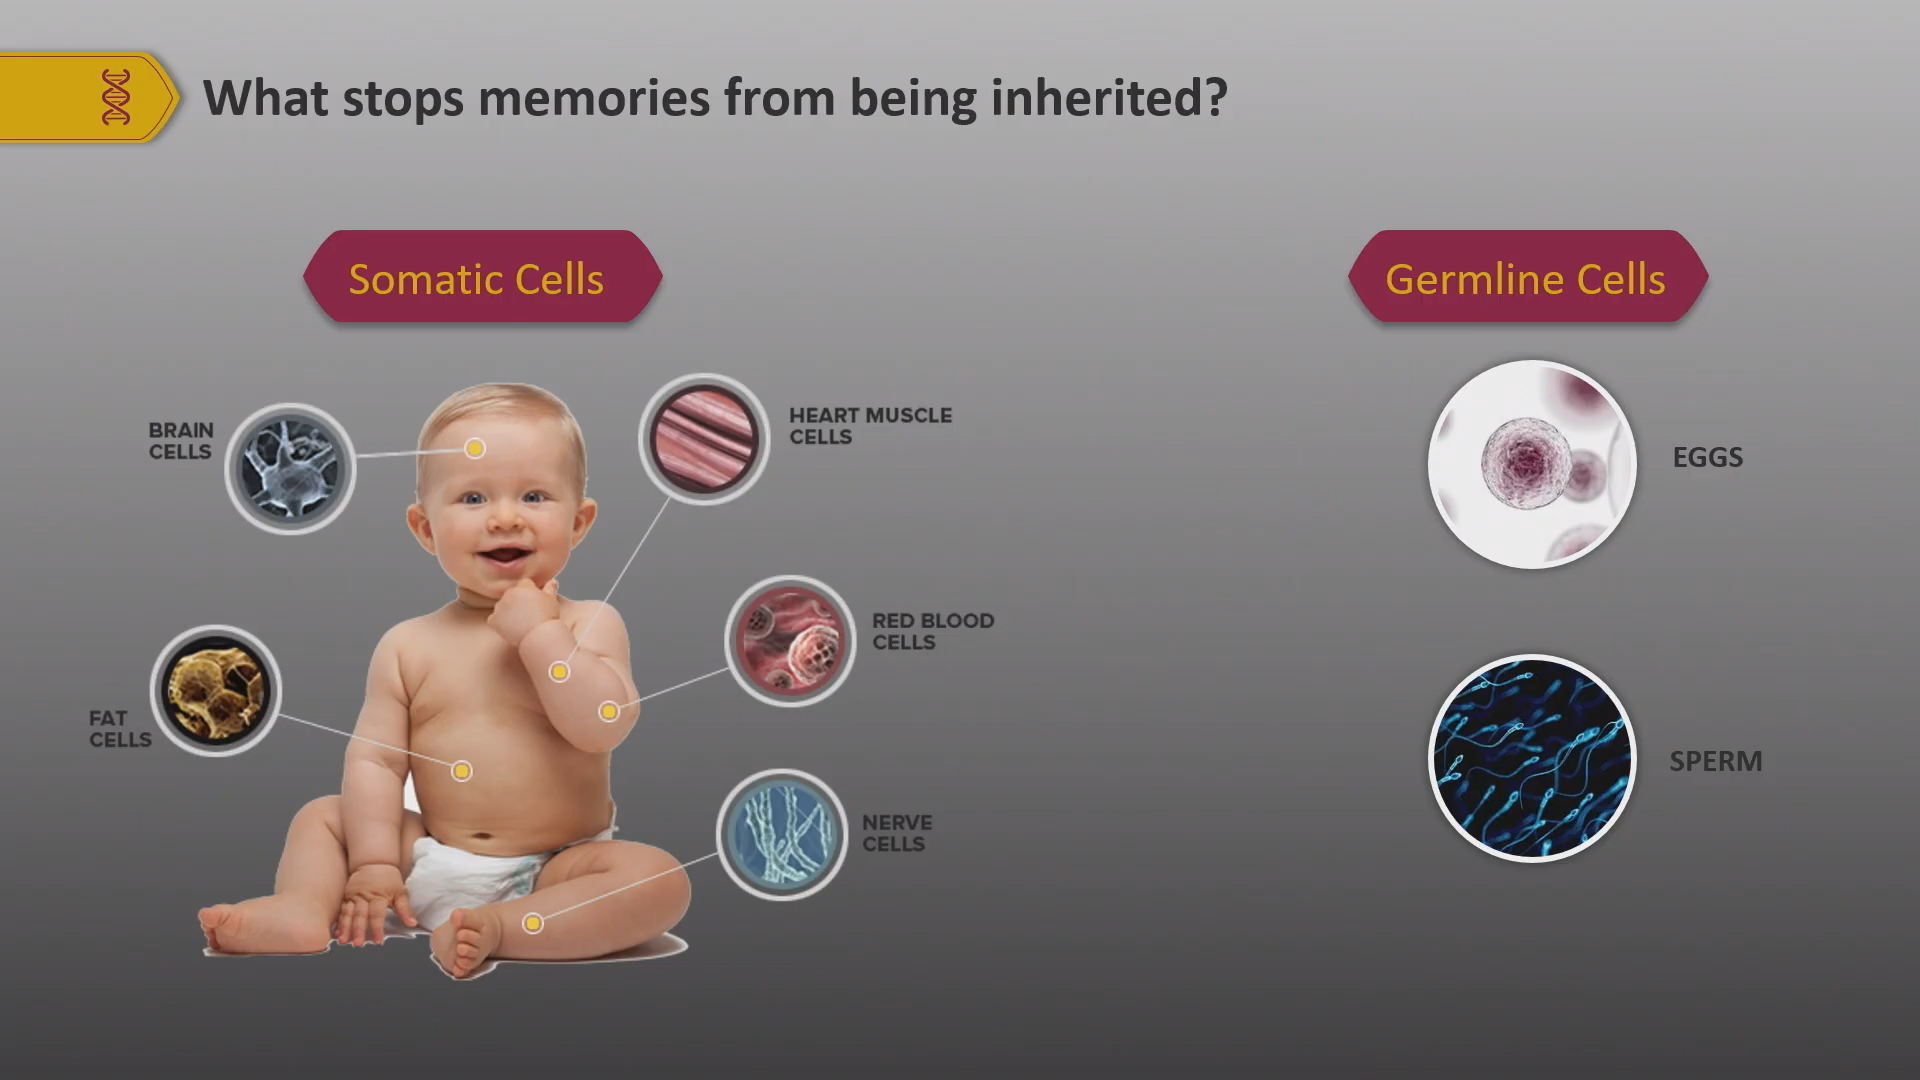 What stops memories from being inherited?
Somatic Cells
Germline Cells
BRAIN
CELLS
HEART MUSCLE
CELLS
EGGS
RED BLOOD
CELLS
FAT
CELLS
SPERM
NERVE
CELLS